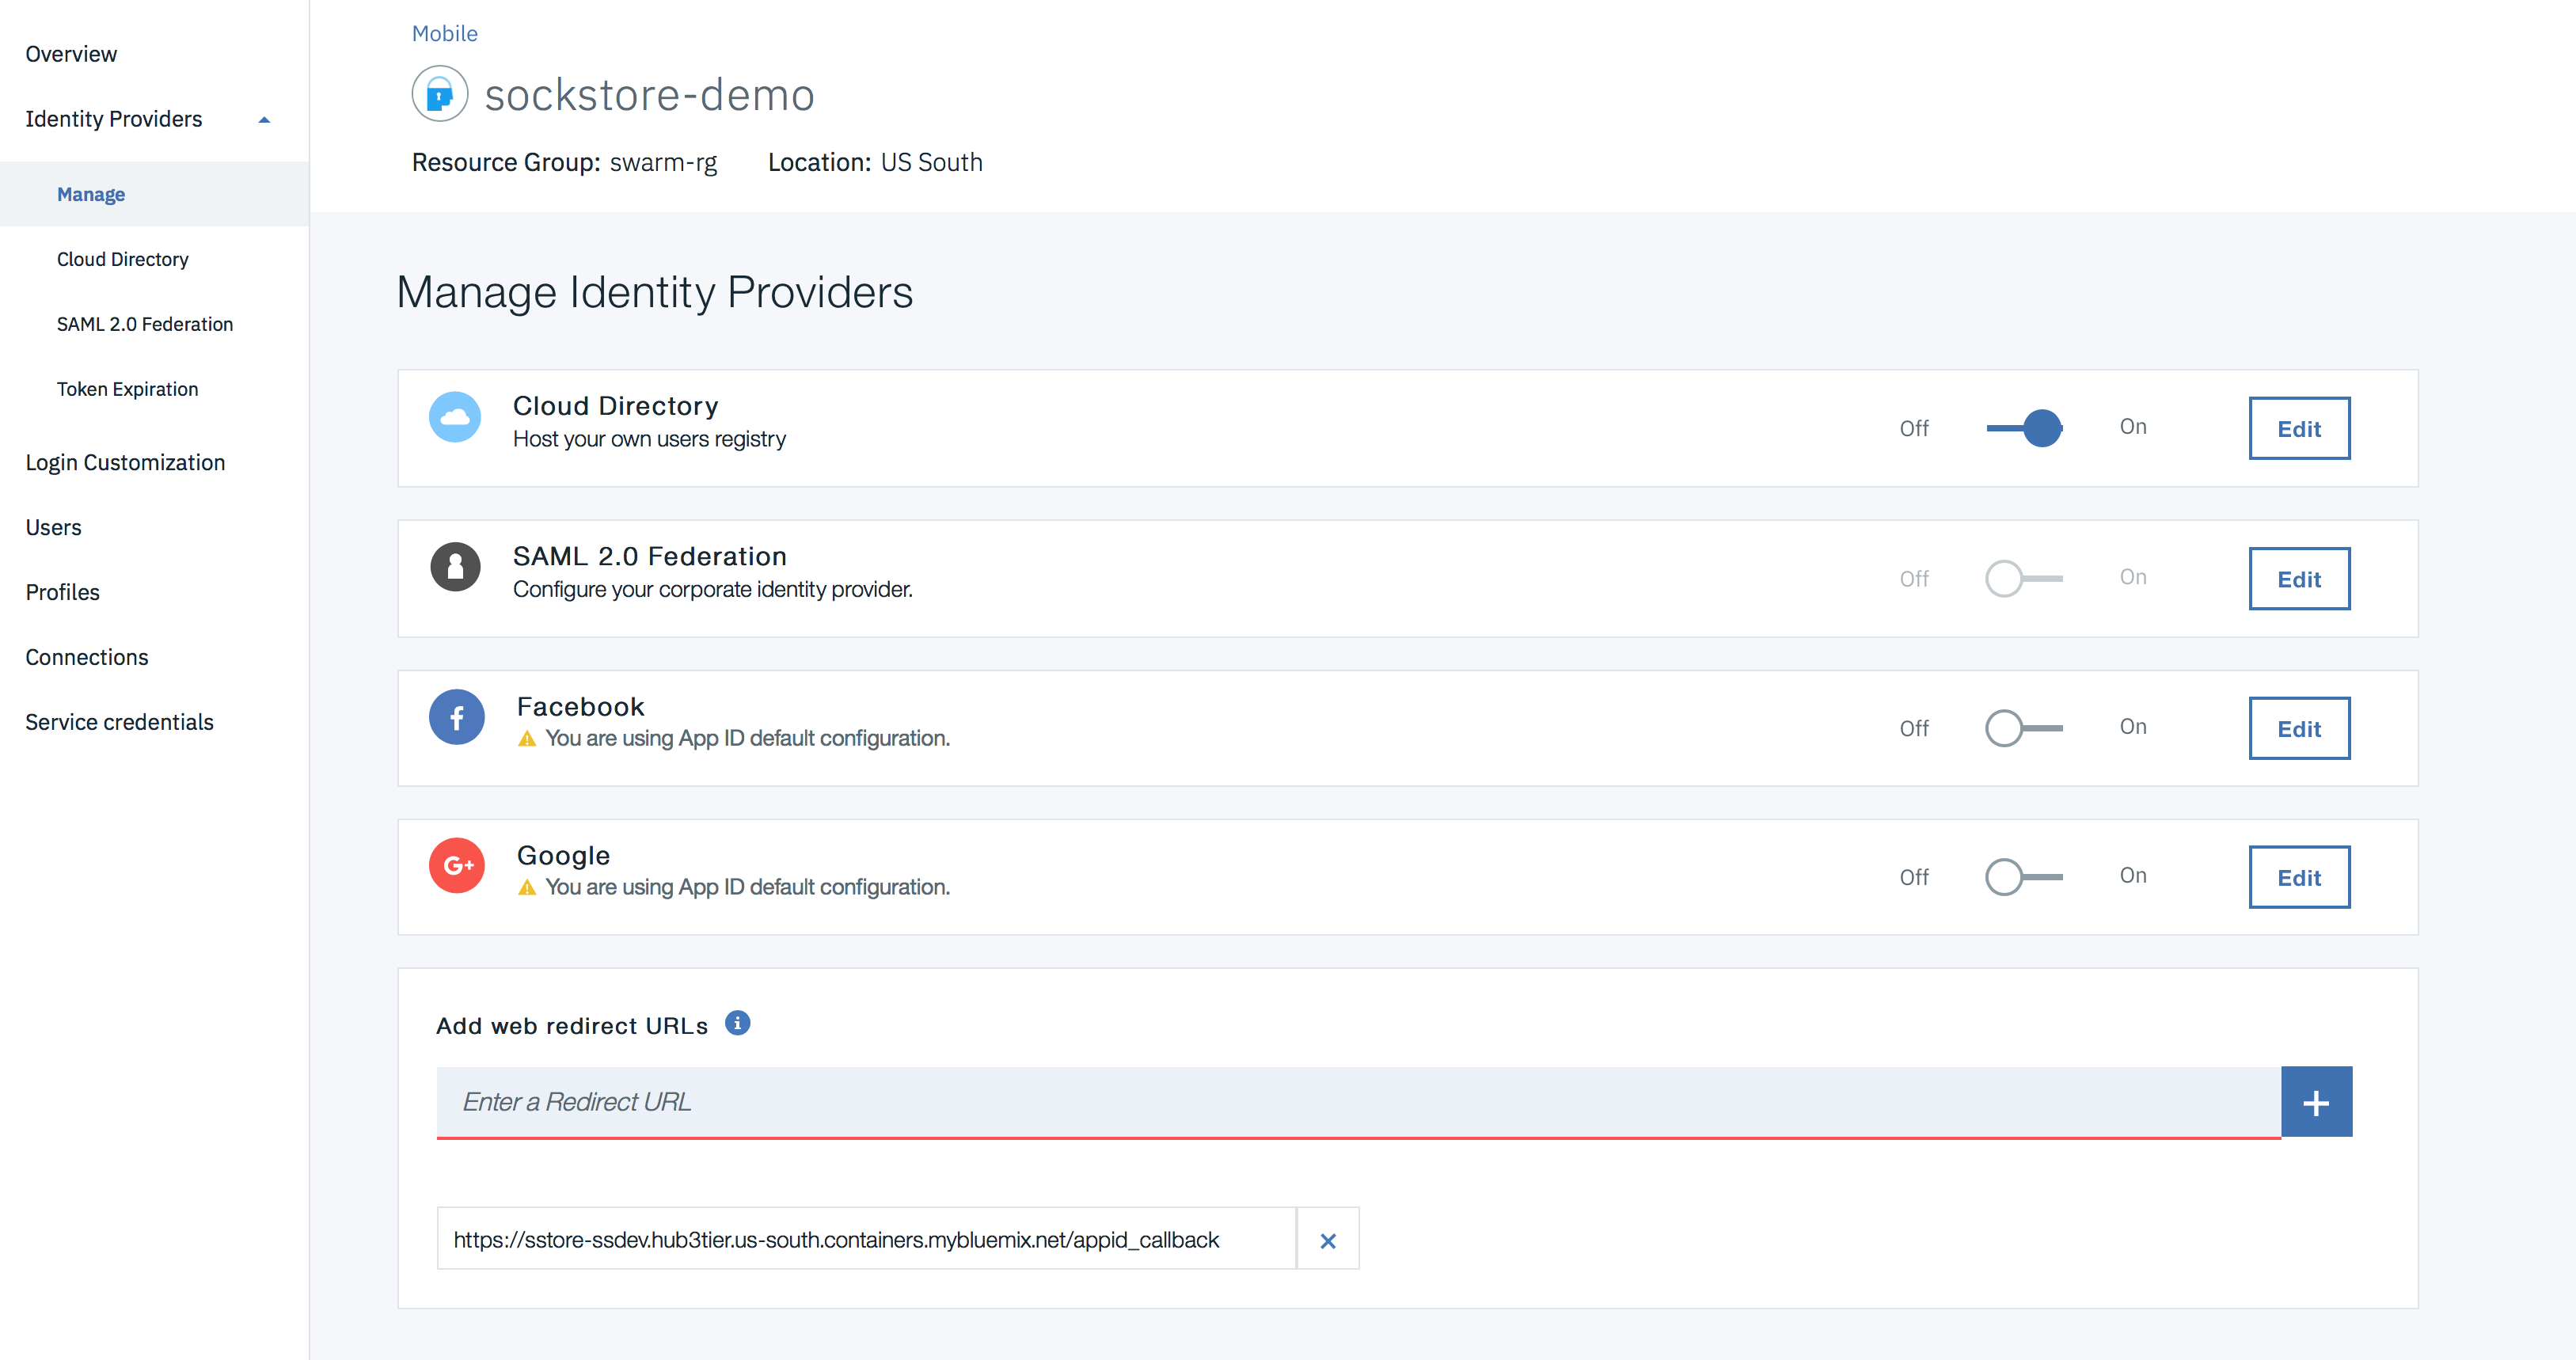 Overview
Identity Providers
Manage
Cloud Directory
SAML 2.0 Federation
Token Expiration
Login Customization
Users
Profiles
Connections
Service credentials
Mobile
sockstore-demo
Resource Group: swarm-rg Location: US South
Manage Identity Providers
Cloud Directory
Host your own users registry
Off On Edit
SAML 2.0 Federation
Configure your corporate identity provider.
Off On Edit
Facebook
You are using App ID default configuration.
Off On Edit
G+
Google
You are using App ID default configuration.
Off On Edit
Add web redirect URLs
Enter a Redirect URL
https://sstore-ssdev.hub3tier.us-south.containers.mybluemix.net/appid_callback